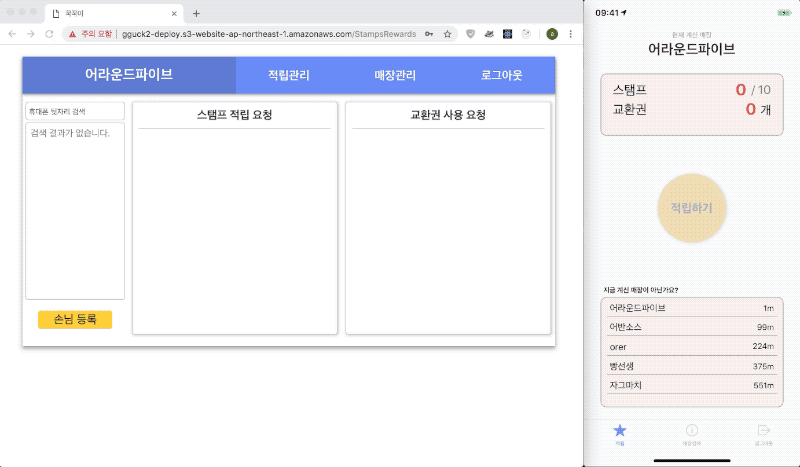 꾹꾹이
주의 요함 | gguck2-deploy.s3-website-ap-northeast-1.amazonaws.com/StampsRewards
어라운드파이브
적립관리
매장관리
로그아웃
휴대폰 뒷자리 검색
검색 결과가 없습니다.
손님 등록
스탬프 적립 요청
교환권 사용 요청
09:41
현재 계신 매장
어라운드파이브
스탬프 0 / 10
교환권 0 개
적립하기
지금 계신 매장이 아닌가요?
어라운드파이브 1m
어반소스 99m
orer 224m
빵선생 375m
자그마치 551m
적립
매장검색
로그아웃